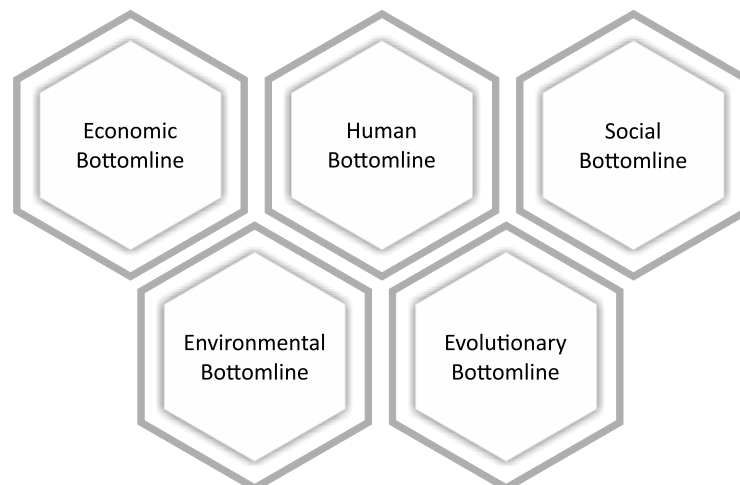 Economic
Bottomline
Human
Bottomline
Social
Bottomline
Environmental
Bottomline
Evolutionary
Bottomline